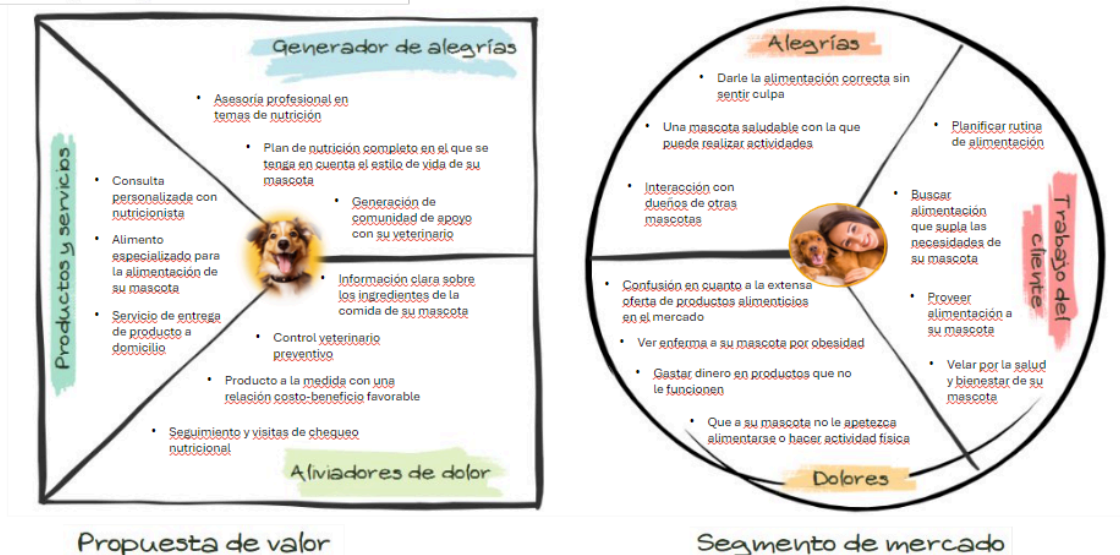 Generador de alegrías
• Asesoría profesional en
temas de nutrición
• Plan de nutrición completo en el que se
tenga en cuenta el estilo de vida de su
mascota
• Generación de
comunidad de apoyo
con su veterinario
Productos y servicios
• Consulta
personalizada con
nutricionista
• Alimento
especializado para
la alimentación de
su mascota
• Servicio de entrega
de producto a
domicilio
• Información clara sobre
los ingredientes de la
comida de su mascota
• Control veterinario
preventivo
• Producto a la medida con una
relación costo-beneficio favorable
• Seguimiento y visitas de chequeo
nutricional
Aliviadores de dolor
Propuesta de valor
Alegrías
• Darle la alimentación correcta sin
sentir culpa
• Una mascota saludable con la que
puede realizar actividades
• Interacción con
dueños de otras
mascotas
• Planificar rutina
de alimentación
• Buscar
alimentación
que supla las
necesidades de
su mascota
• Proveer
alimentación a
su mascota
• Velar por la salud
y bienestar de su
mascota
Trabajo del
cliente
• Confusión en cuanto a la extensa
oferta de productos alimenticios
en el mercado
• Ver enferma a su mascota por obesidad
• Gastar dinero en productos que no
le funcionen
• Que a su mascota no le apetezca
alimentarse o hacer actividad física
Dolores
Segmento de mercado